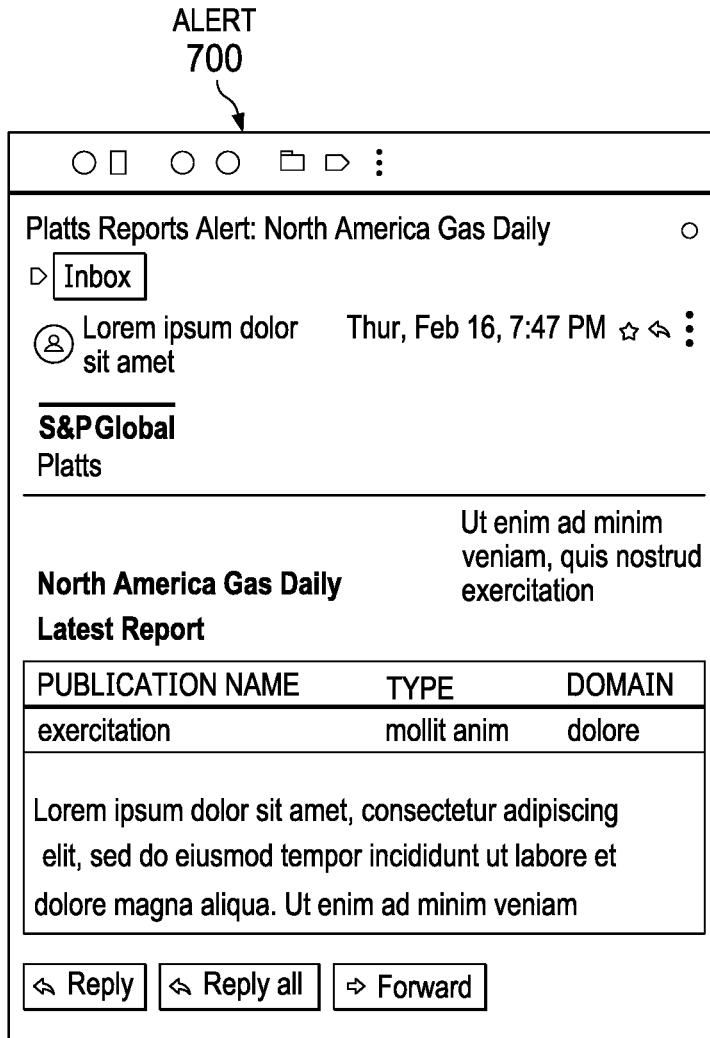 ALERT
700
Platts Reports Alert: North America Gas Daily
Inbox
Lorem ipsum dolor
sit amet
Thur, Feb 16, 7:47 PM
S&P Global
Platts
Ut enim ad minim
veniam, quis nostrud
exercitation
North America Gas Daily
Latest Report
PUBLICATION NAME TYPE DOMAIN
exercitation mollit anim dolore
Lorem ipsum dolor sit amet, consectetur adipiscing
elit, sed do eiusmod tempor incididunt ut labore et
dolore magna aliqua. Ut enim ad minim veniam
Reply Reply all Forward